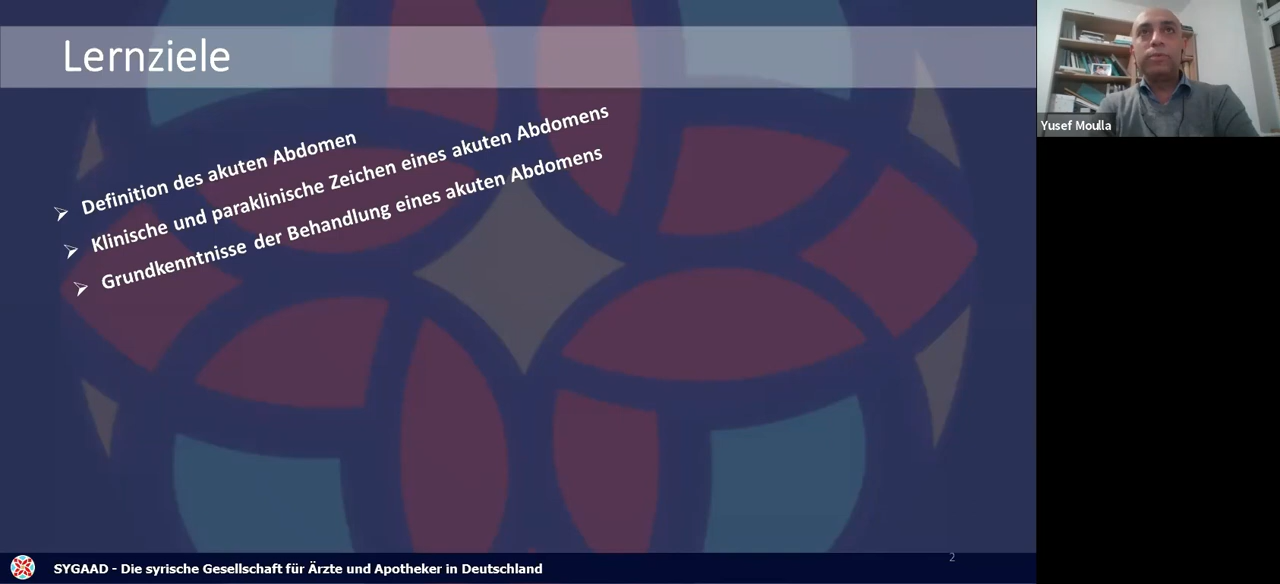 Lernziele
Definition des akuten Abdomen
Klinische und paraklinische Zeichen eines akuten Abdomens
Grundkenntnisse der Behandlung eines akuten Abdomens
Yusef Moulla
2
SYGAAD - Die syrische Gesellschaft für Ärzte und Apotheker in Deutschland